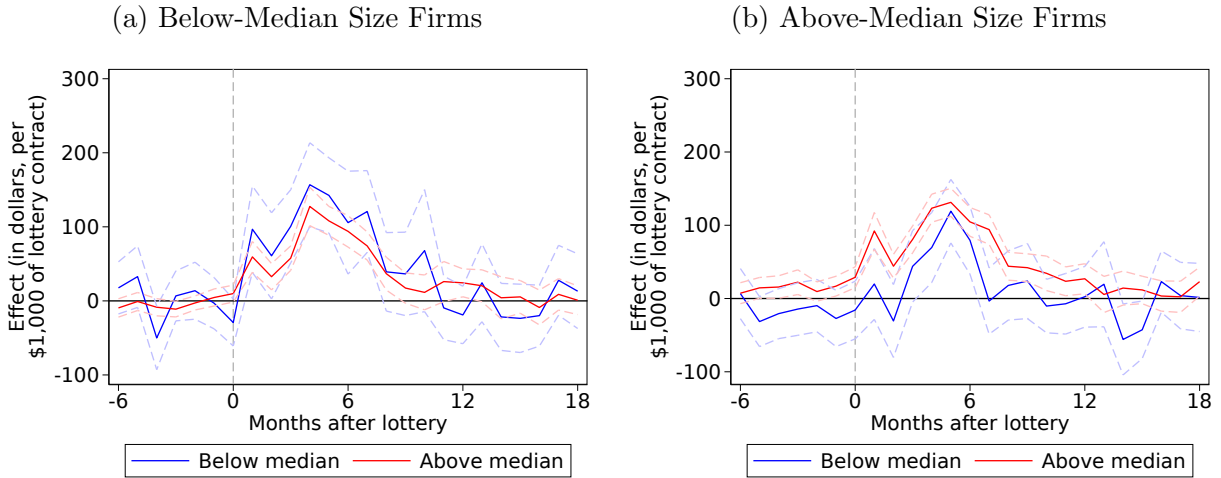 (a) Below-Median Size Firms
Effect (in dollars, per
$1,000 of lottery contract)
300
200
100
0
-100
-6 0 6 12 18
Months after lottery
Below median Above median
(b) Above-Median Size Firms
Effect (in dollars, per
$1,000 of lottery contract)
300
200
100
0
-100
-6 0 6 12 18
Months after lottery
Below median Above median